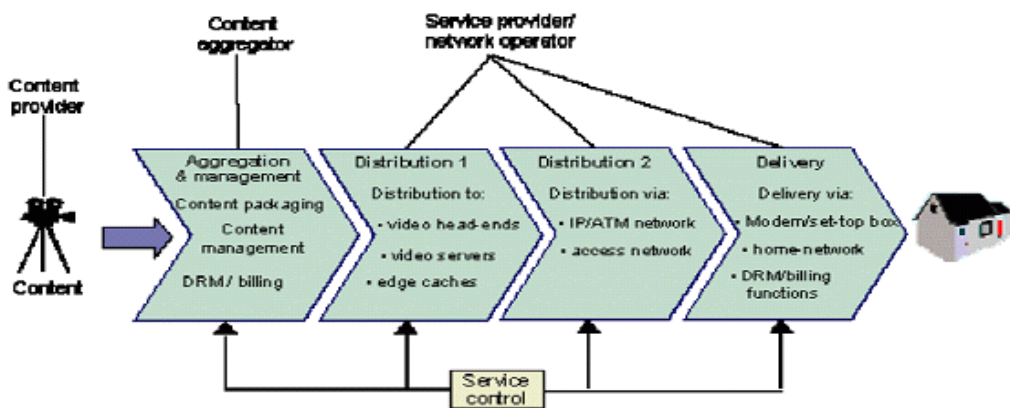 Content
aggregator
Service provider/
network operator
Content
provider
Content
Aggregation
& management
Content packaging
Content
management
DRM / billing
Distribution 1
Distribution to:
• video head-ends
• video servers
• edge caches
Distribution 2
Distribution via:
• IP/ATM network
• access network
Delivery
Delivery via:
• Modem/set-top box
• home-network
• DRM/billing
functions
Service
control